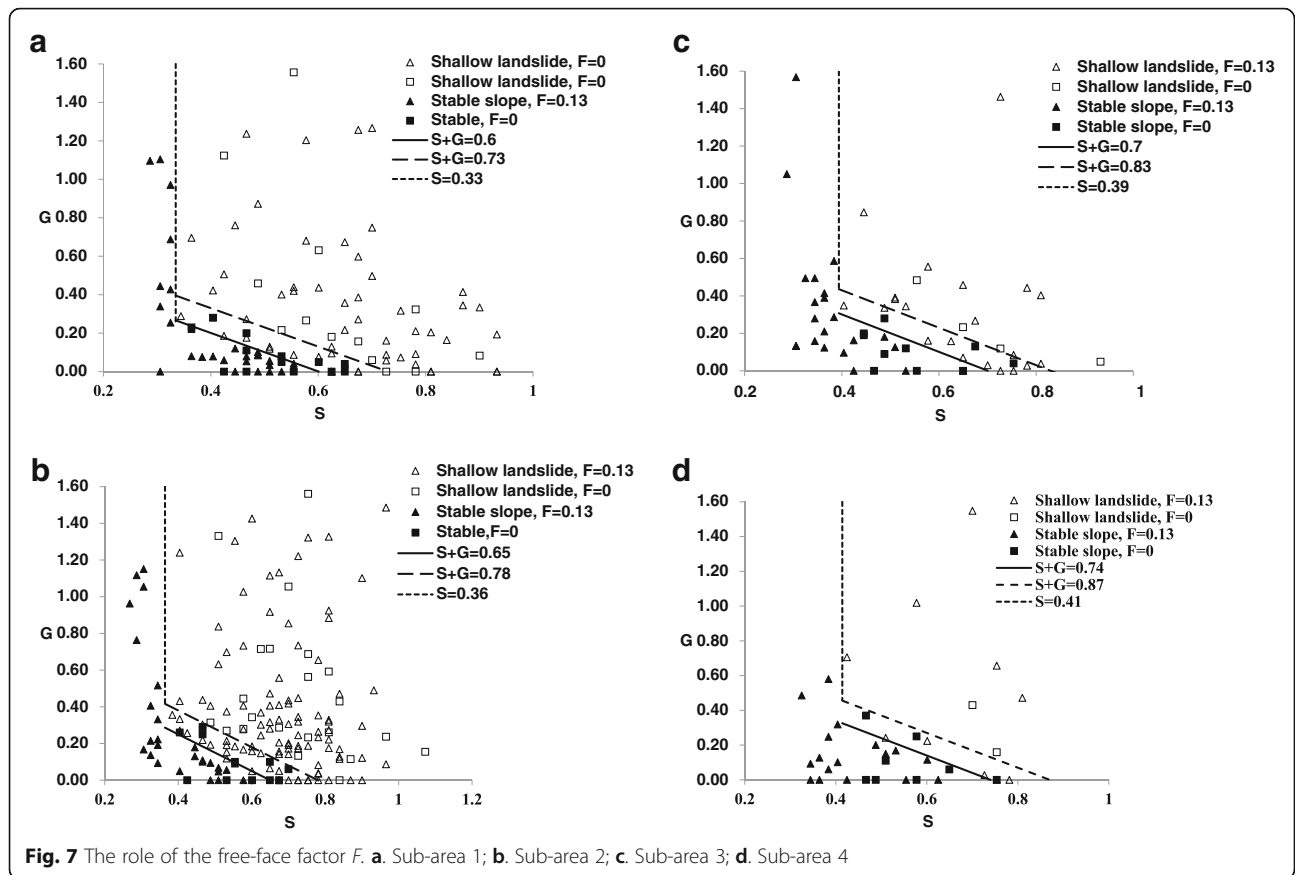 a
Shallow landslide, F=0
Shallow landslide, F=0
Stable slope, F=0.13
Stable, F=0
S+G=0.6
S+G=0.73
S=0.33
1.60
1.40
1.20
1.00
G 0.80
0.60
0.40
0.20
0.00
0.2 0.4 0.6 0.8 1
S
c
Shallow landslide, F=0.13
Shallow landslide, F=0
Stable slope, F=0.13
Stable slope, F=0
S+G=0.7
S+G=0.83
S=0.39
1.60
1.40
1.20
1.00
G 0.80
0.60
0.40
0.20
0.00
0.2 0.4 0.6 0.8 1
S
b
Shallow landslide, F=0.13
Shallow landslide, F=0
Stable slope, F=0.13
Stable,F=0
S+G=0.65
S+G=0.78
S=0.36
1.60
1.40
1.20
1.00
G 0.80
0.60
0.40
0.20
0.00
0.2 0.4 0.6 0.8 1 1.2
S
d
Shallow landslide, F=0.13
Shallow landslide, F=0
Stable slope, F=0.13
Stable slope, F=0
S+G=0.74
S+G=0.87
S=0.41
1.60
1.40
1.20
1.00
G 0.80
0.60
0.40
0.20
0.00
0.2 0.4 0.6 0.8 1
S
Fig. 7 The role of the free-face factor F. a. Sub-area 1; b. Sub-area 2; c. Sub-area 3; d. Sub-area 4